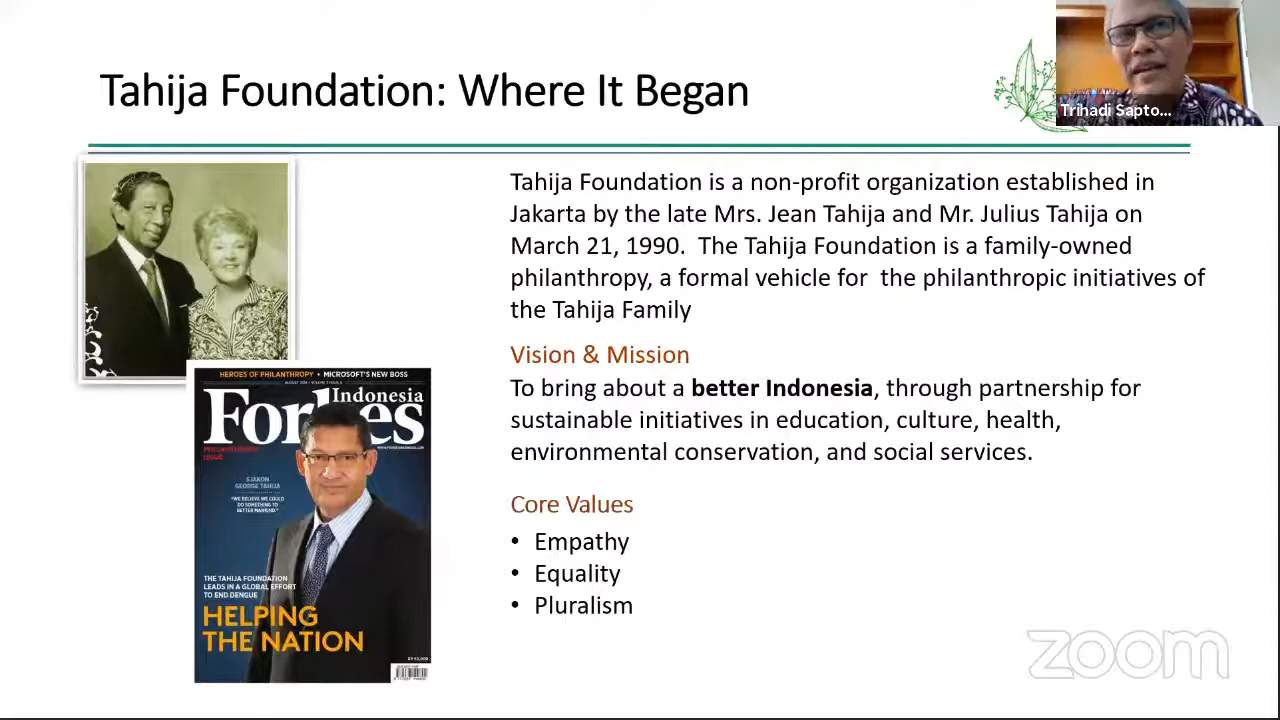 Tahija Foundation: Where It Began
Trihadi Sapto...
Tahija Foundation is a non-profit organization established in
Jakarta by the late Mrs. Jean Tahija and Mr. Julius Tahija on
March 21, 1990. The Tahija Foundation is a family-owned
philanthropy, a formal vehicle for the philanthropic initiatives of
the Tahija Family
Vision & Mission
To bring about a better Indonesia, through partnership for
sustainable initiatives in education, culture, health,
environmental conservation, and social services.
Core Values
• Empathy
• Equality
• Pluralism
HEROES OF PHILANTHROPY • MICROSOFT'S NEW BOSS
Forbes
Indonesia
ISSUE
SJAKON
GEORGE TAHIJA
"WE BELIEVE WE COULD
DO SOMETHING TO
BETTER MANKIND."
THE TAHIJA FOUNDATION
LEADS IN A GLOBAL EFFORT
TO END DENGUE
HELPING
THE NATION
zoom